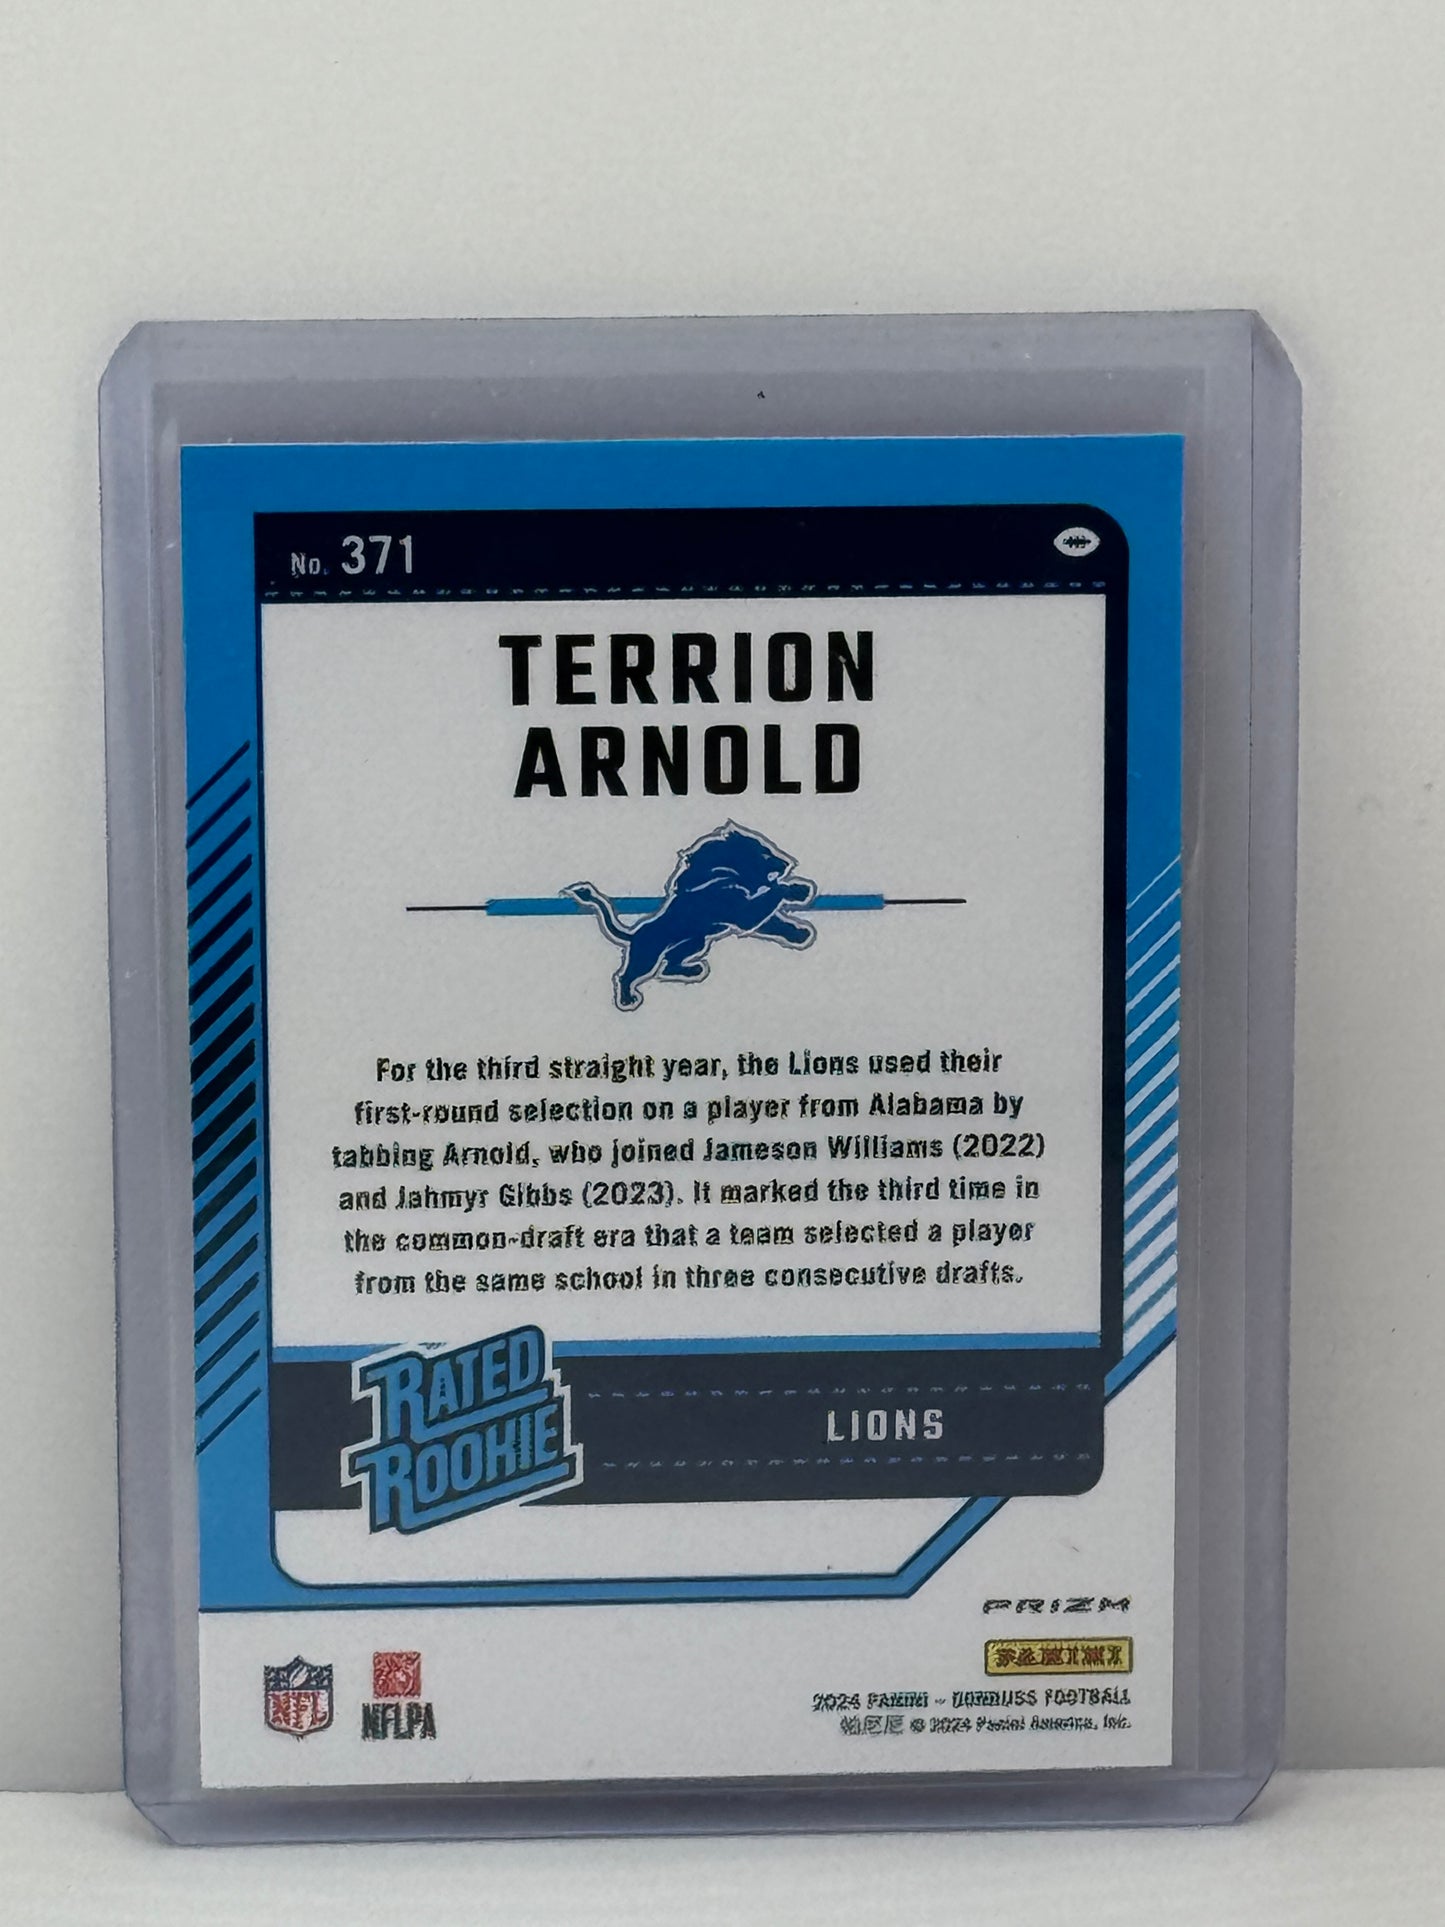 No. 371
TERRION
ARNOLD
For the third straight year, the Lions used their
first-round selection on a player from Alabama by
tabbing Arnold, who joined Jameson Williams (2022)
and Jahmyr Gibbs (2023). It marked the third time in
the common-draft era that a team selected a player
from the same school in three consecutive drafts.
RATED
ROOKIE
LIONS
PRIZM
PANINI
NFL
NFLPA
2024 PANINI - DONRUSS FOOTBALL
© 2024 Panini America, Inc.